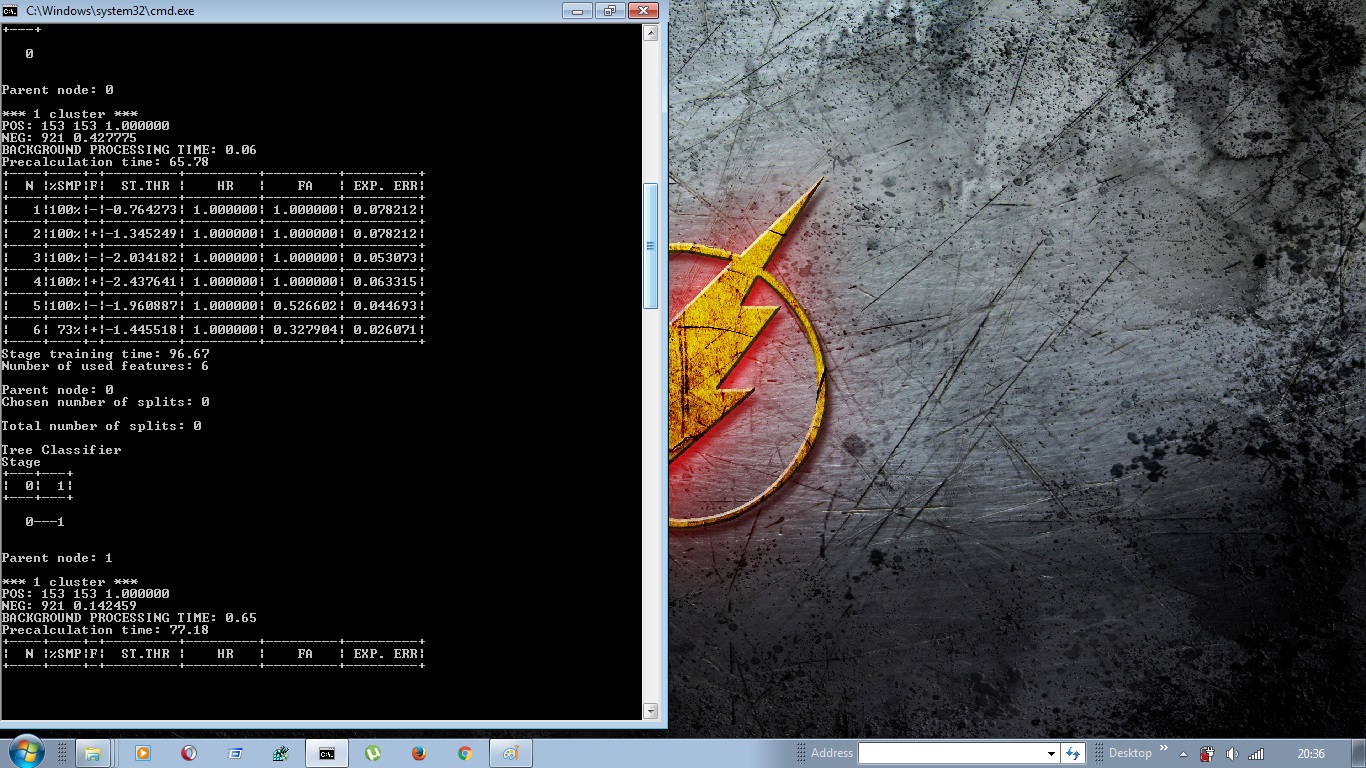 C:\Windows\system32\cmd.exe
+---+
0
Parent node: 0
*** 1 cluster ***
POS: 153 153 1.000000
NEG: 921 0.427775
BACKGROUND PROCESSING TIME: 0.06
Precalculation time: 65.78
+----+----+-+---------+---------+---------+---------+
| N |%SMP|F| ST.THR | HR | FA | EXP. ERR|
+----+----+-+---------+---------+---------+---------+
| 1|100%|-|-0.764273| 1.000000| 1.000000| 0.078212|
+----+----+-+---------+---------+---------+---------+
| 2|100%|+|-1.345249| 1.000000| 1.000000| 0.078212|
+----+----+-+---------+---------+---------+---------+
| 3|100%|-|-2.034182| 1.000000| 1.000000| 0.053073|
+----+----+-+---------+---------+---------+---------+
| 4|100%|+|-2.437641| 1.000000| 1.000000| 0.063315|
+----+----+-+---------+---------+---------+---------+
| 5|100%|-|-1.960887| 1.000000| 0.526602| 0.044693|
+----+----+-+---------+---------+---------+---------+
| 6| 73%|+|-1.445518| 1.000000| 0.327904| 0.026071|
+----+----+-+---------+---------+---------+---------+
Stage training time: 96.67
Number of used features: 6
Parent node: 0
Chosen number of splits: 0
Total number of splits: 0
Tree Classifier
Stage
+---+---+
| 0| 1|
+---+---+
0---1
Parent node: 1
*** 1 cluster ***
POS: 153 153 1.000000
NEG: 921 0.142459
BACKGROUND PROCESSING TIME: 0.65
Precalculation time: 77.18
+----+----+-+---------+---------+---------+---------+
| N |%SMP|F| ST.THR | HR | FA | EXP. ERR|
+----+----+-+---------+---------+---------+---------+
Address Desktop » 20:36